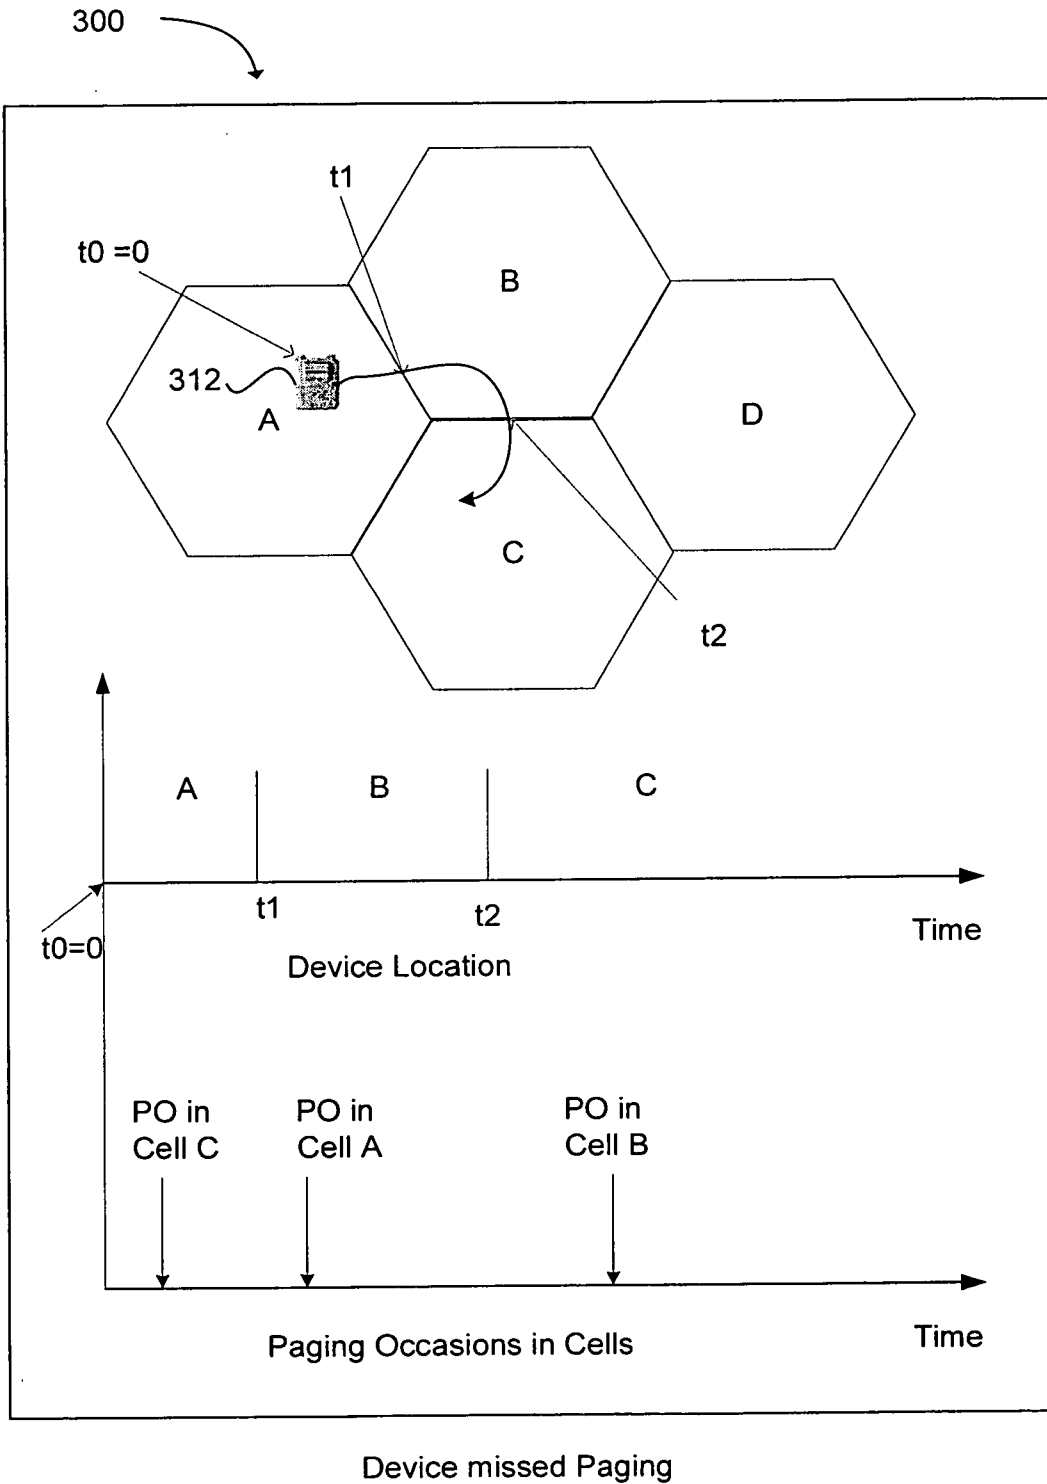 300
t1
t0 =0
B
312
A
D
C
t2
A
B
C
t1
t2
t0=0
Time
Device Location
PO in
Cell C
PO in
Cell A
PO in
Cell B
Time
Paging Occasions in Cells
Device missed Paging